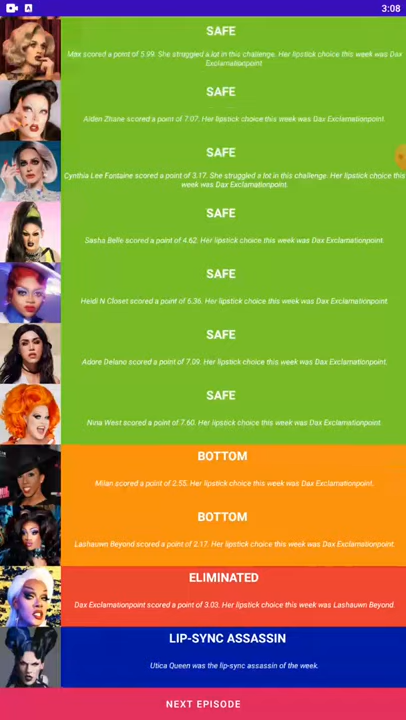 3:08
SAFE
Max scored a point of 5.99. She struggled a lot in this challenge. Her lipstick choice this week was Dax
Exclamationpoint.
SAFE
Aiden Zhane scored a point of 7.07. Her lipstick choice this week was Dax Exclamationpoint.
SAFE
Cynthia Lee Fontaine scored a point of 3.17. She struggled a lot in this challenge. Her lipstick choice this
week was Dax Exclamationpoint.
SAFE
Sasha Belle scored a point of 4.62. Her lipstick choice this week was Dax Exclamationpoint.
SAFE
Heidi N Closet scored a point of 6.36. Her lipstick choice this week was Dax Exclamationpoint.
SAFE
Adore Delano scored a point of 7.09. Her lipstick choice this week was Dax Exclamationpoint.
SAFE
Nina West scored a point of 7.60. Her lipstick choice this week was Dax Exclamationpoint.
BOTTOM
Milan scored a point of 2.55. Her lipstick choice this week was Dax Exclamationpoint.
BOTTOM
Lashauwn Beyond scored a point of 2.17. Her lipstick choice this week was Dax Exclamationpoint.
ELIMINATED
Dax Exclamationpoint scored a point of 3.03. Her lipstick choice this week was Lashauwn Beyond.
LIP-SYNC ASSASSIN
Utica Queen was the lip-sync assassin of the week.
NEXT EPISODE